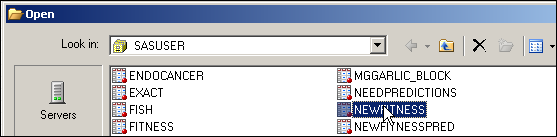 Open
Look in: SASUSER
ENDOCANCER
EXACT
FISH
FITNESS
MGGARLIC_BLOCK
NEEDPREDICTIONS
NEWFITNESS
NEWFITNESSPRED
Servers